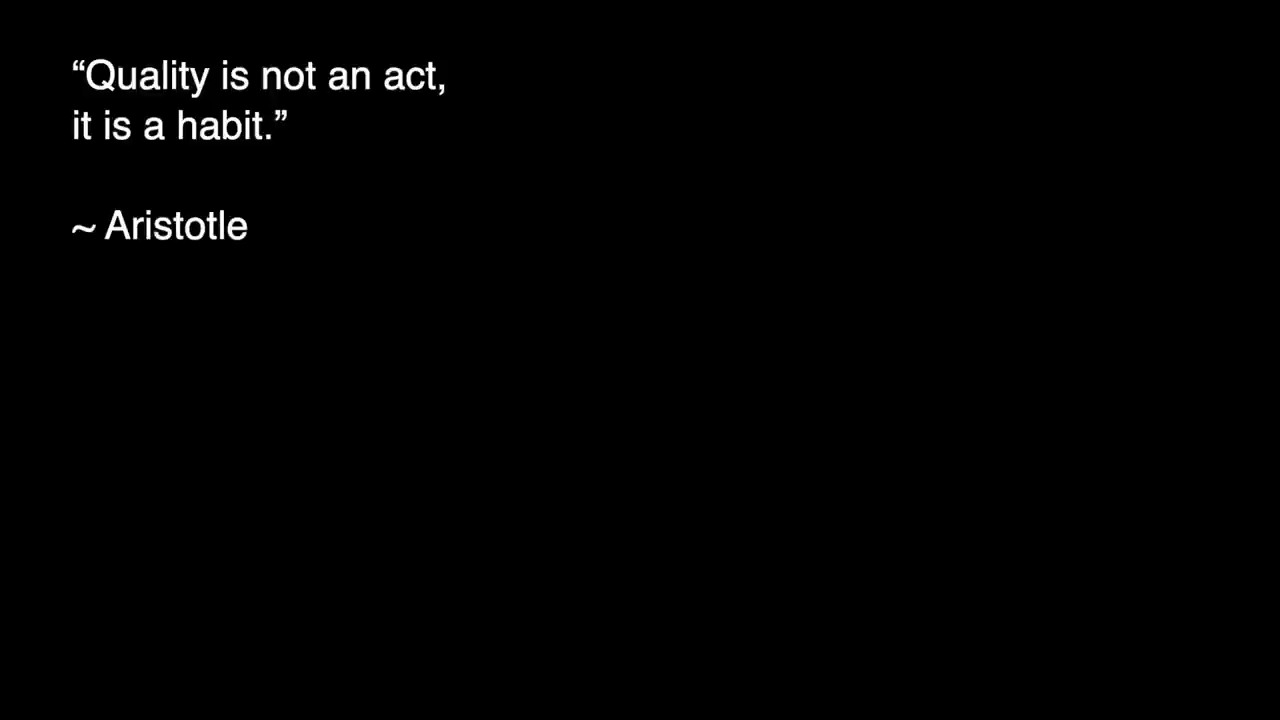 “Quality is not an act,
it is a habit.”
~ Aristotle